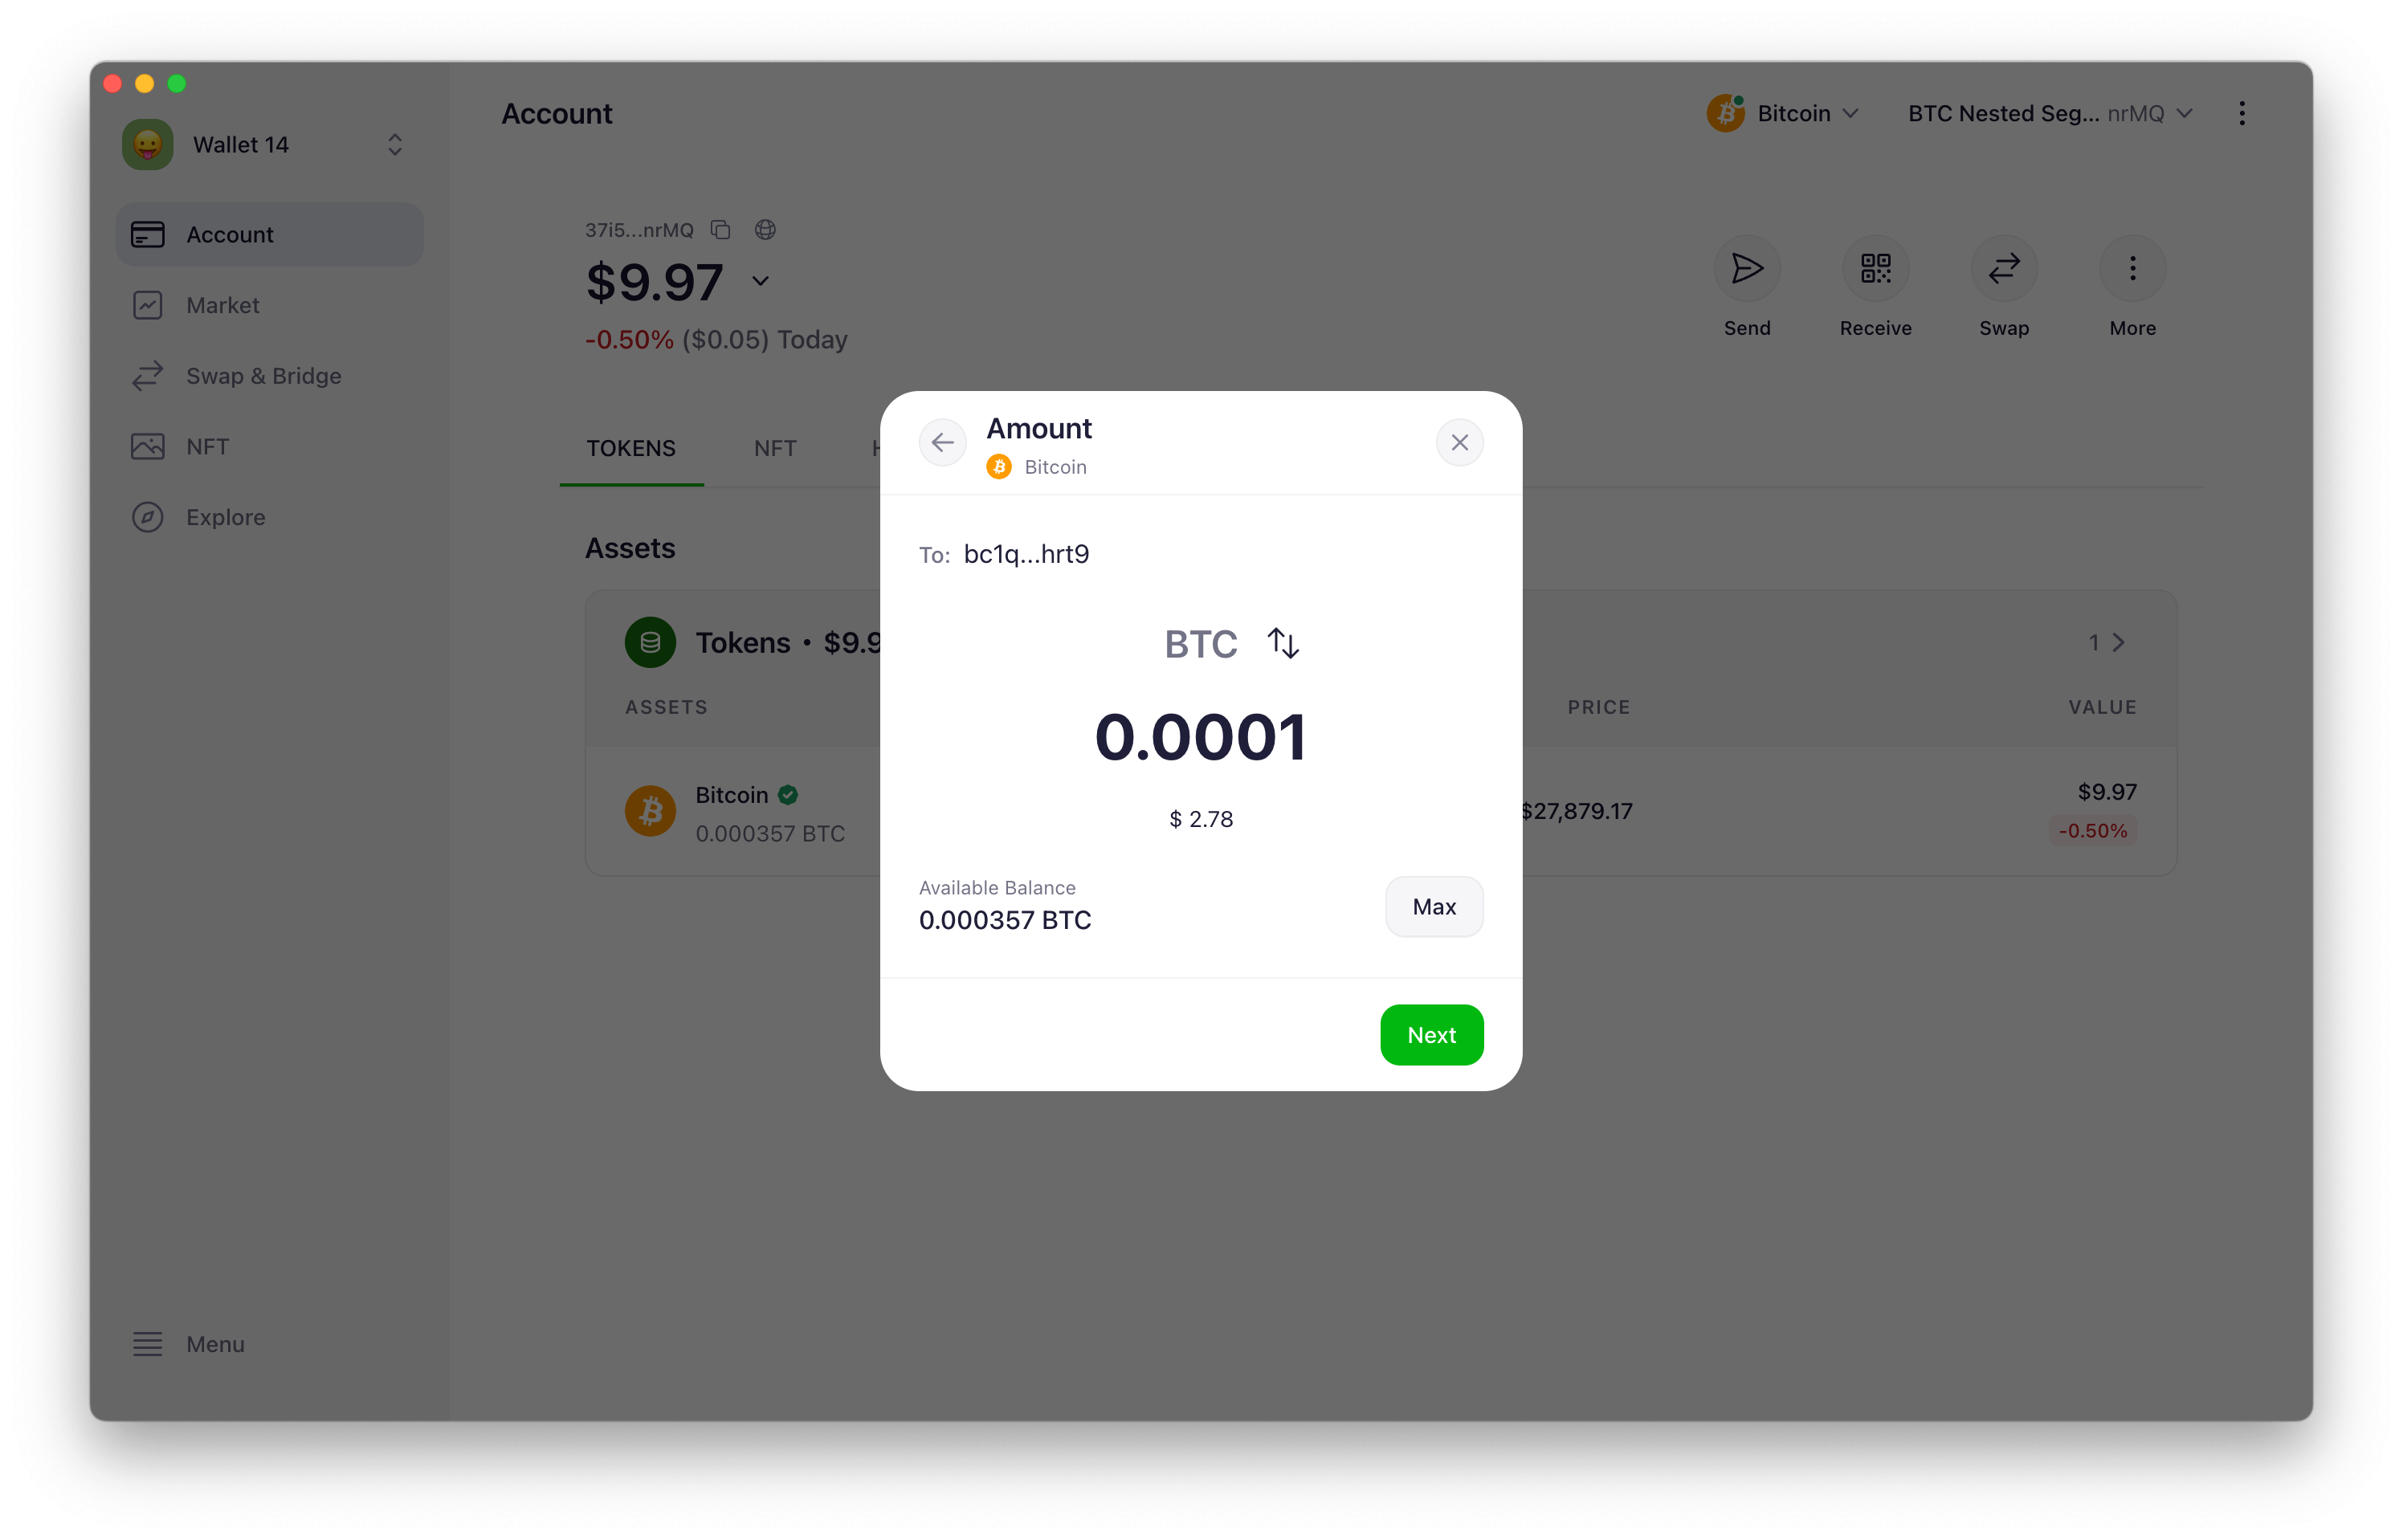 Account
Bitcoin
BTC Nested Seg... nrMQ
Wallet 14
Account
Market
Swap & Bridge
NFT
Explore
Menu
37i5...nrMQ
$9.97
-0.50% ($0.05) Today
Send
Receive
Swap
More
TOKENS
NFT
Assets
Tokens • $9.9
1
ASSETS
PRICE
VALUE
Bitcoin
0.000357 BTC
$27,879.17
$9.97
-0.50%
Amount
Bitcoin
To: bc1q...hrt9
BTC
0.0001
$ 2.78
Available Balance
0.000357 BTC
Max
Next